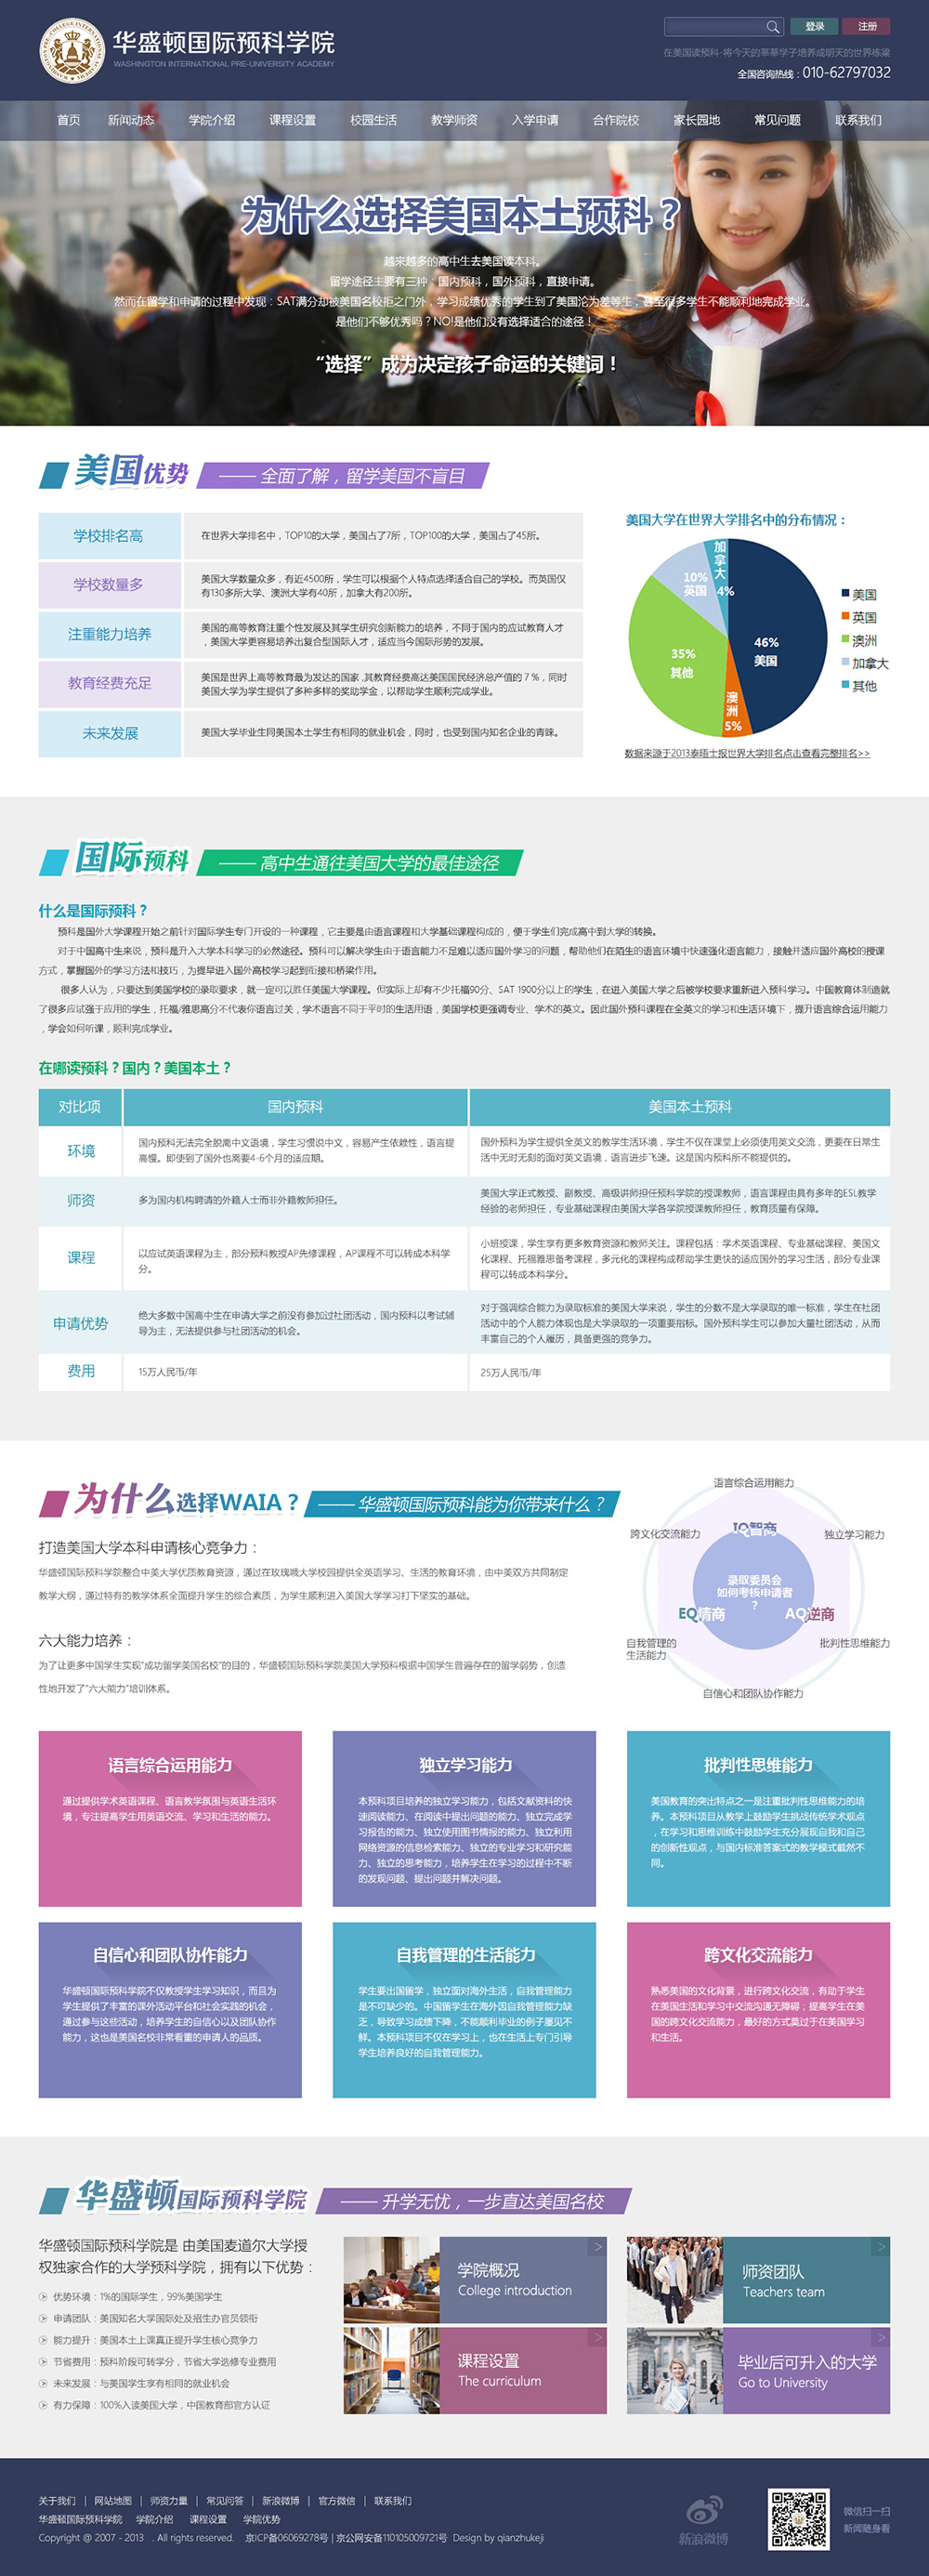 华盛顿国际预科学院
WASHINGTON INTERNATIONAL PRE-UNIVERSITY ACADEMY
登录 注册
在美国读预科-将今天的莘莘学子培养成明天的世界栋梁
全国咨询热线：010-62797032
首页 新闻动态 学院介绍 课程设置 校园生活 教学师资 入学申请 合作院校 家长园地 常见问题 联系我们
为什么选择美国本土预科？
越来越多的高中生去美国读本科。
留学途径主要有三种：国内预科，国外预科，直接申请。
然而在留学和申请的过程中发现：SAT满分却被美国名校拒之门外，学习成绩优秀的学生到了美国沦为差等生，甚至很多学生不能顺利地完成学业。
是他们不够优秀吗？NO!是他们没有选择适合的途径！
“选择”成为决定孩子命运的关键词！
美国优势 —— 全面了解，留学美国不盲目
学校排名高
在世界大学排名中，TOP10的大学，美国占了7所，TOP100的大学，美国占了45所。
学校数量多
美国大学数量众多，有近4500所，学生可以根据个人特点选择适合自己的学校。而英国仅
有130多所大学、澳洲大学有40所，加拿大有200所。
注重能力培养
美国的高等教育注重个性发展及其学生研究创新能力的培养，不同于国内的应试教育人才
，美国大学更容易培养出复合型国际人才，适应当今国际形势的发展。
教育经费充足
美国是世界上高等教育最为发达的国家,其教育经费高达美国国民经济总产值的７%，同时
美国大学为学生提供了多种多样的奖助学金，以帮助学生顺利完成学业。
未来发展
美国大学毕业生同美国本土学生有相同的就业机会，同时，也受到国内知名企业的青睐。
美国大学在世界大学排名中的分布情况：
加拿大 4%
10% 英国
46% 美国
35% 其他
澳洲 5%
美国
英国
澳洲
加拿大
其他
数据来源于2013泰晤士报世界大学排名点击查看完整排名>>
国际预科 —— 高中生通往美国大学的最佳途径
什么是国际预科？
预科是国外大学课程开始之前针对国际学生专门开设的一种课程，它主要是由语言课程和大学基础课程构成的，便于学生们完成高中到大学的转换。
对于中国高中生来说，预科是升入大学本科学习的必然途径。预科可以解决学生由于语言能力不足难以适应国外学习的问题，帮助他们在陌生的语言环境中快速强化语言能力，接触并适应国外高校的授课
方式，掌握国外的学习方法和技巧，为提早进入国外高校学习起到衔接和桥梁作用。
很多人认为，只要达到美国学校的录取要求，就一定可以胜任美国大学课程。但实际上却有不少托福90分、SAT 1900分以上的学生，在进入美国大学之后被学校要求重新进入预科学习。中国教育体制造就
了很多应试强于应用的学生，托福/雅思高分不代表你语言过关，学术语言不同于平时的生活用语，美国学校更强调专业、学术的英文。因此国外预科课程在全英文的学习和生活环境下，提升语言综合运用能力
，学会如何听课，顺利完成学业。
在哪读预科？国内？美国本土？
对比项 国内预科 美国本土预科
环境
国内预科无法完全脱离中文语境，学生习惯说中文，容易产生依赖性，语言提
高慢。即使到了国外也需要4-6个月的适应期。
国外预科为学生提供全英文的教学生活环境，学生不仅在课堂上必须使用英文交流，更要在日常生
活中无时无刻的面对英文语境，语言进步飞速。这是国内预科所不能提供的。
师资
多为国内机构聘请的外籍人士而非外籍教师担任。
美国大学正式教授、副教授、高级讲师担任预科学院的授课教师，语言课程由具有多年的ESL教学
经验的老师担任，专业基础课程由美国大学各学院授课教师担任，教育质量有保障。
课程
以应试英语课程为主，部分预科教授AP先修课程，AP课程不可以转成本科学
分。
小班授课，学生享有更多教育资源和教师关注。课程包括：学术英语课程、专业基础课程、美国文
化课程、托福雅思备考课程，多元化的课程构成帮助学生更快的适应国外的学习生活，部分专业课
程可以转成本科学分。
申请优势
绝大多数中国高中生在申请大学之前没有参加过社团活动，国内预科以考试辅
导为主，无法提供参与社团活动的机会。
对于强调综合能力为录取标准的美国大学来说，学生的分数不是大学录取的唯一标准，学生在社团
活动中的个人能力体现也是大学录取的一项重要指标。国外预科学生可以参加大量社团活动，从而
丰富自己的个人履历，具备更强的竞争力。
费用
15万人民币/年
25万人民币/年
为什么选择WAIA？ —— 华盛顿国际预科能为你带来什么？
打造美国大学本科申请核心竞争力：
华盛顿国际预科学院整合中美大学优质教育资源，通过在玫瑰峨大学校园提供全英语学习、生活的教育环境，由中美双方共同制定
教学大纲，通过特有的教学体系全面提升学生的综合素质，为学生顺利进入美国大学学习打下坚实的基础。
六大能力培养：
为了让更多中国学生实现“成功留学美国名校”的目的，华盛顿国际预科学院美国大学预科根据中国学生普遍存在的留学弱势，创造
性地开发了“六大能力”培训体系。
语言综合运用能力
跨文化交流能力
IQ智商
独立学习能力
录取委员会
如何考核申请者
？
EQ情商
AQ逆商
自我管理的
生活能力
批判性思维能力
自信心和团队协作能力
语言综合运用能力
通过提供学术英语课程、语言教学氛围与英语生活环
境，专注提高学生用英语交流、学习和生活的能力。
独立学习能力
本预科项目培养的独立学习能力，包括文献资料的快
速阅读能力、在阅读中提出问题的能力、独立完成学
习报告的能力、独立使用图书情报的能力、独立利用
网络资源的信息检索能力、独立的专业学习和研究能
力、独立的思考能力，培养学生在学习的过程中不断
的发现问题、提出问题并解决问题。
批判性思维能力
美国教育的突出特点之一是注重批判性思维能力的培
养。本预科项目从教学上鼓励学生挑战传统学术观点
，在学习和思维训练中鼓励学生充分展现自我和自己
的创新性观点，与国内标准答案式的教学模式截然不
同。
自信心和团队协作能力
华盛顿国际预科学院不仅教授学生学习知识，而且为
学生提供了丰富的课外活动平台和社会实践的机会，
通过参与这些活动，培养学生的自信心以及团队协作
能力，这也是美国名校非常看重的申请人的品质。
自我管理的生活能力
学生要出国留学，独立面对海外生活，自我管理能力
是不可缺少的。中国留学生在海外因自我管理能力缺
乏，导致学习成绩下降，不能顺利毕业的例子屡见不
鲜。本预科项目不仅在学习上，也在生活上专门引导
学生培养良好的自我管理能力。
跨文化交流能力
熟悉美国的文化背景，进行跨文化交流，有助于学生
在美国生活和学习中交流沟通无障碍；提高学生在美
国的跨文化交流能力，最好的方式莫过于在美国学习
和生活。
华盛顿国际预科学院 —— 升学无忧，一步直达美国名校
华盛顿国际预科学院是 由美国麦道尔大学授
权独家合作的大学预科学院，拥有以下优势：
优势环境：1%的国际学生，99%美国学生
申请团队：美国知名大学国际处及招生办官员领衔
能力提升：美国本土上课真正提升学生核心竞争力
节省费用：预科阶段可转学分，节省大学选修专业费用
未来发展：与美国学生享有相同的就业机会
有力保障：100%入读美国大学，中国教育部官方认证
学院概况
College introduction
师资团队
Teachers team
课程设置
The curriculum
毕业后可升入的大学
Go to University
关于我们 | 网站地图 | 师资力量 | 常见问答 | 新浪微博 | 官方微信 | 联系我们
华盛顿国际预科学院 学院介绍 课程设置 学院优势
Copyright @ 2007 - 2013 . All rights reserved. 京ICP备06069278号 | 京公网安备110105009721号 Design by qianzhukeji
新浪微博
微信扫一扫
新闻随身看